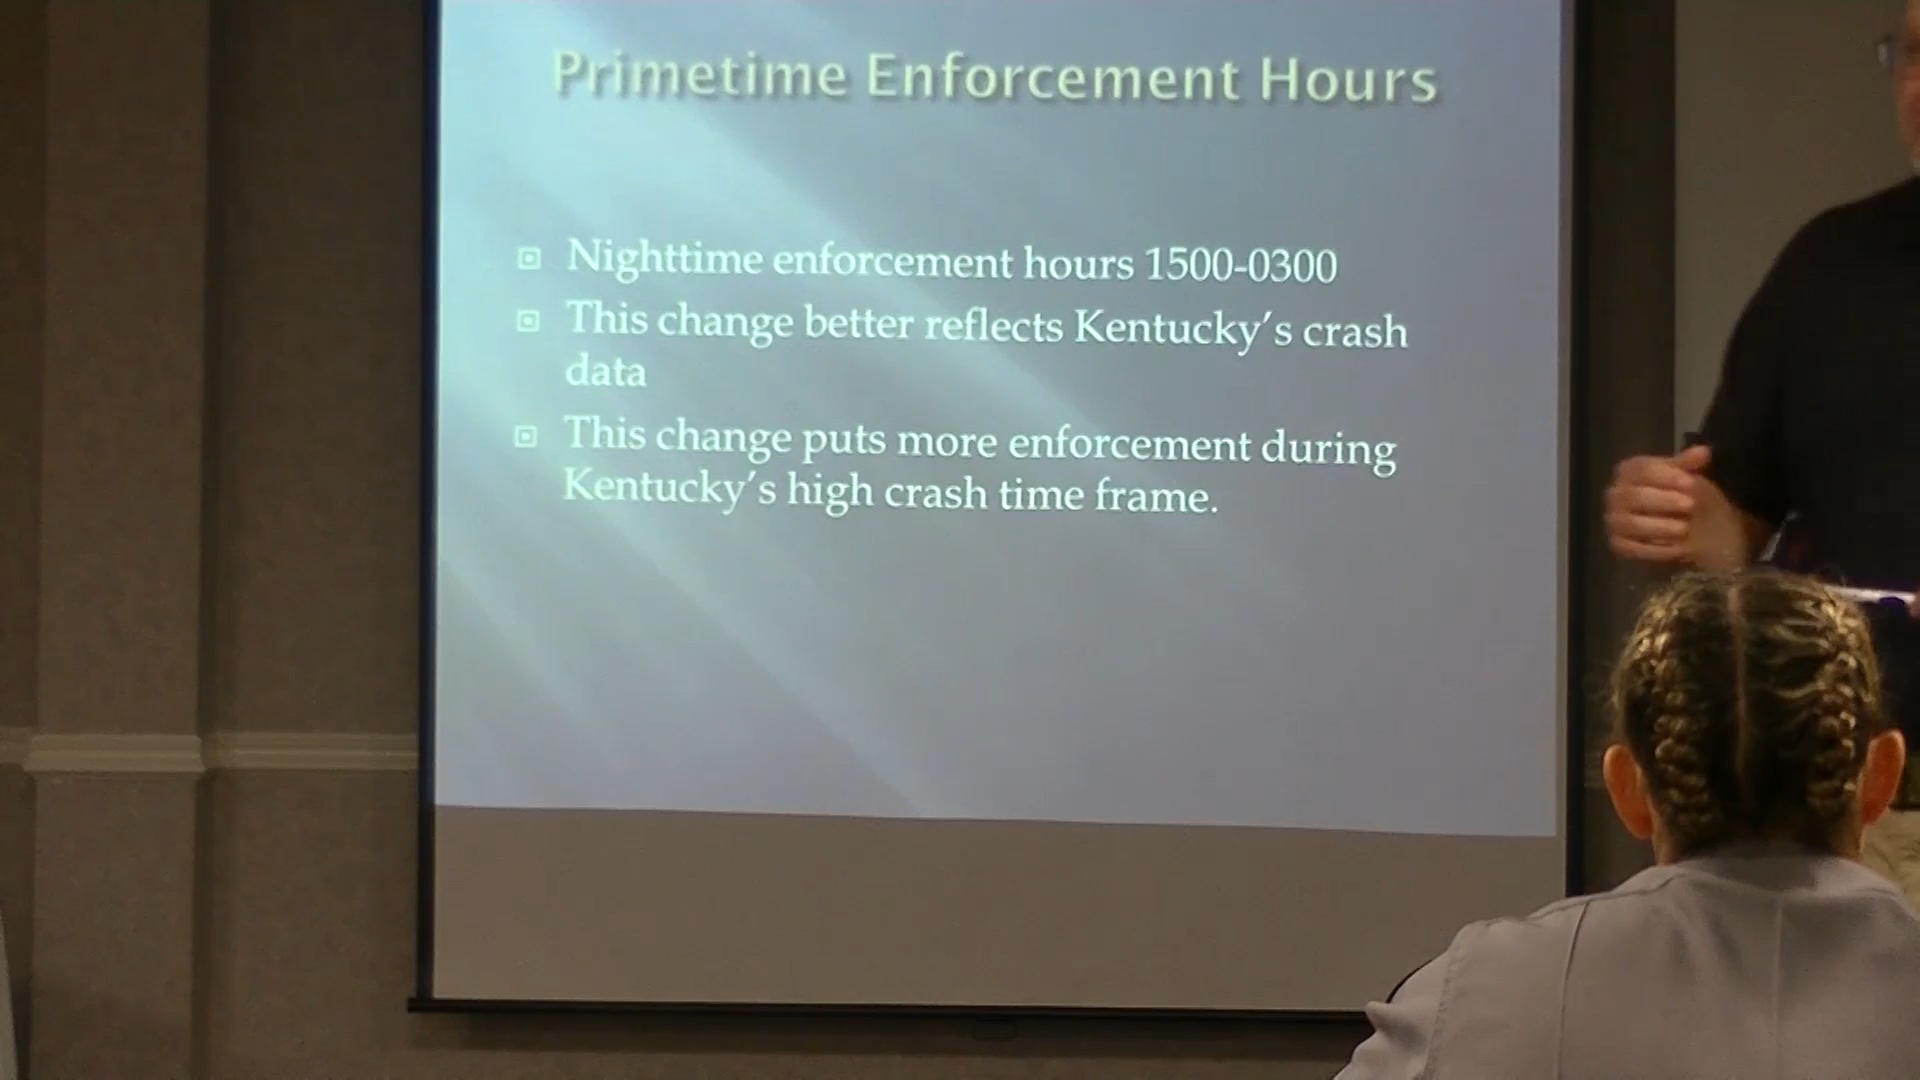 Primetime Enforcement Hours
Nighttime enforcement hours 1500-0300
This change better reflects Kentucky's crash
data
This change puts more enforcement during
Kentucky's high crash time frame.